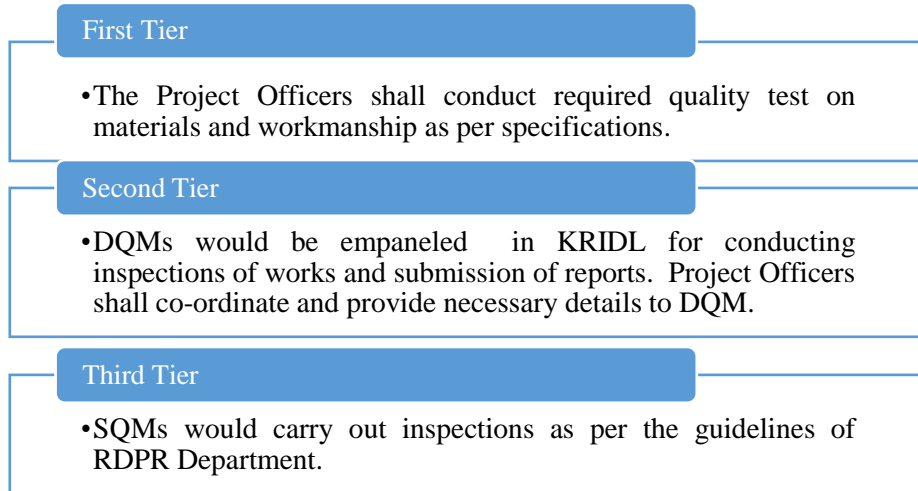 First Tier
•The Project Officers shall conduct required quality test on
materials and workmanship as per specifications.
Second Tier
•DQMs would be empaneled in KRIDL for conducting
inspections of works and submission of reports. Project Officers
shall co-ordinate and provide necessary details to DQM.
Third Tier
•SQMs would carry out inspections as per the guidelines of
RDPR Department.